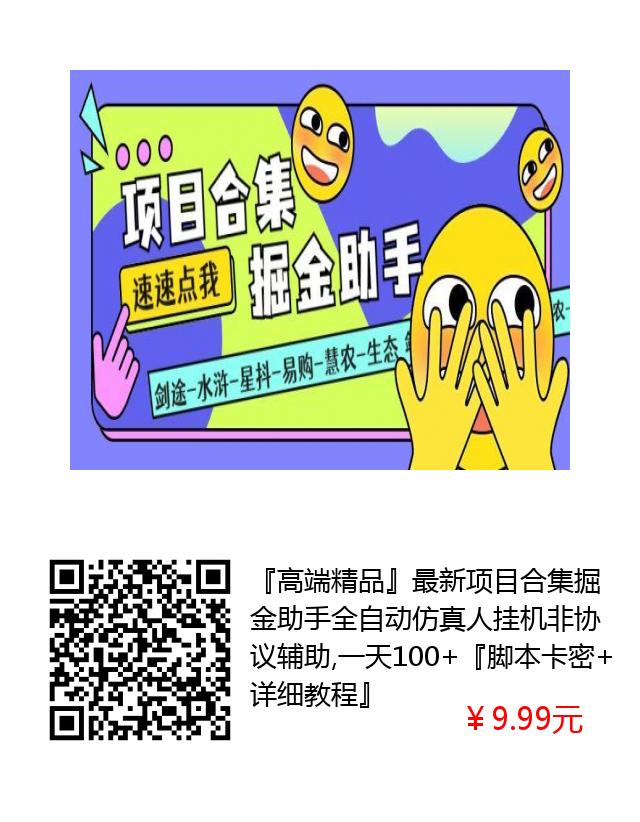 项目合集
速速点我
掘金助手
剑途-水浒-星抖-易购-慧农-生态
农-
『高端精品』最新项目合集掘
金助手全自动仿真人挂机非协
议辅助,一天100+『脚本卡密+
详细教程』
¥9.99元